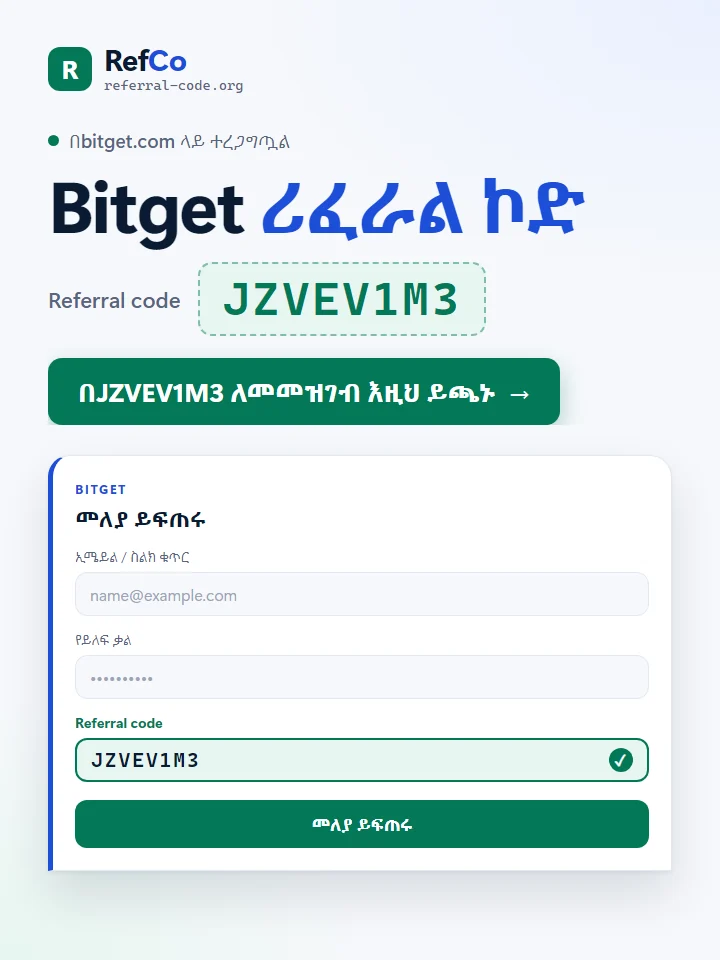 R
RefCo
referral-code.org
በbitget.com ላይ ተረጋግጧል
Bitget ሪፈራል ኮድ
Referral code JZVEV1M3
በJZVEV1M3 ለመመዝገብ እዚህ ይጫኑ →
BITGET
መለያ ይፍጠሩ
ኢሜይል / ስልክ ቁጥር
name@example.com
የይለፍ ቃል
••••••••••
Referral code
JZVEV1M3
መለያ ይፍጠሩ